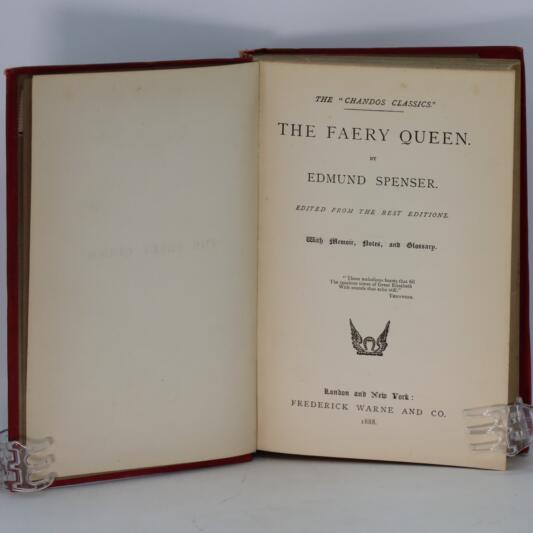 THE "CHANDOS CLASSICS."
THE FAERY QUEEN.
BY
EDMUND SPENSER.
EDITED FROM THE BEST EDITIONS.
With Memoir, Notes, and Glossary.
"Those melodious bursts that fill
The spacious times of Great Elizabeth
With sounds that echo still."
TENNYSON.
London and New York:
FREDERICK WARNE AND CO.
1888.